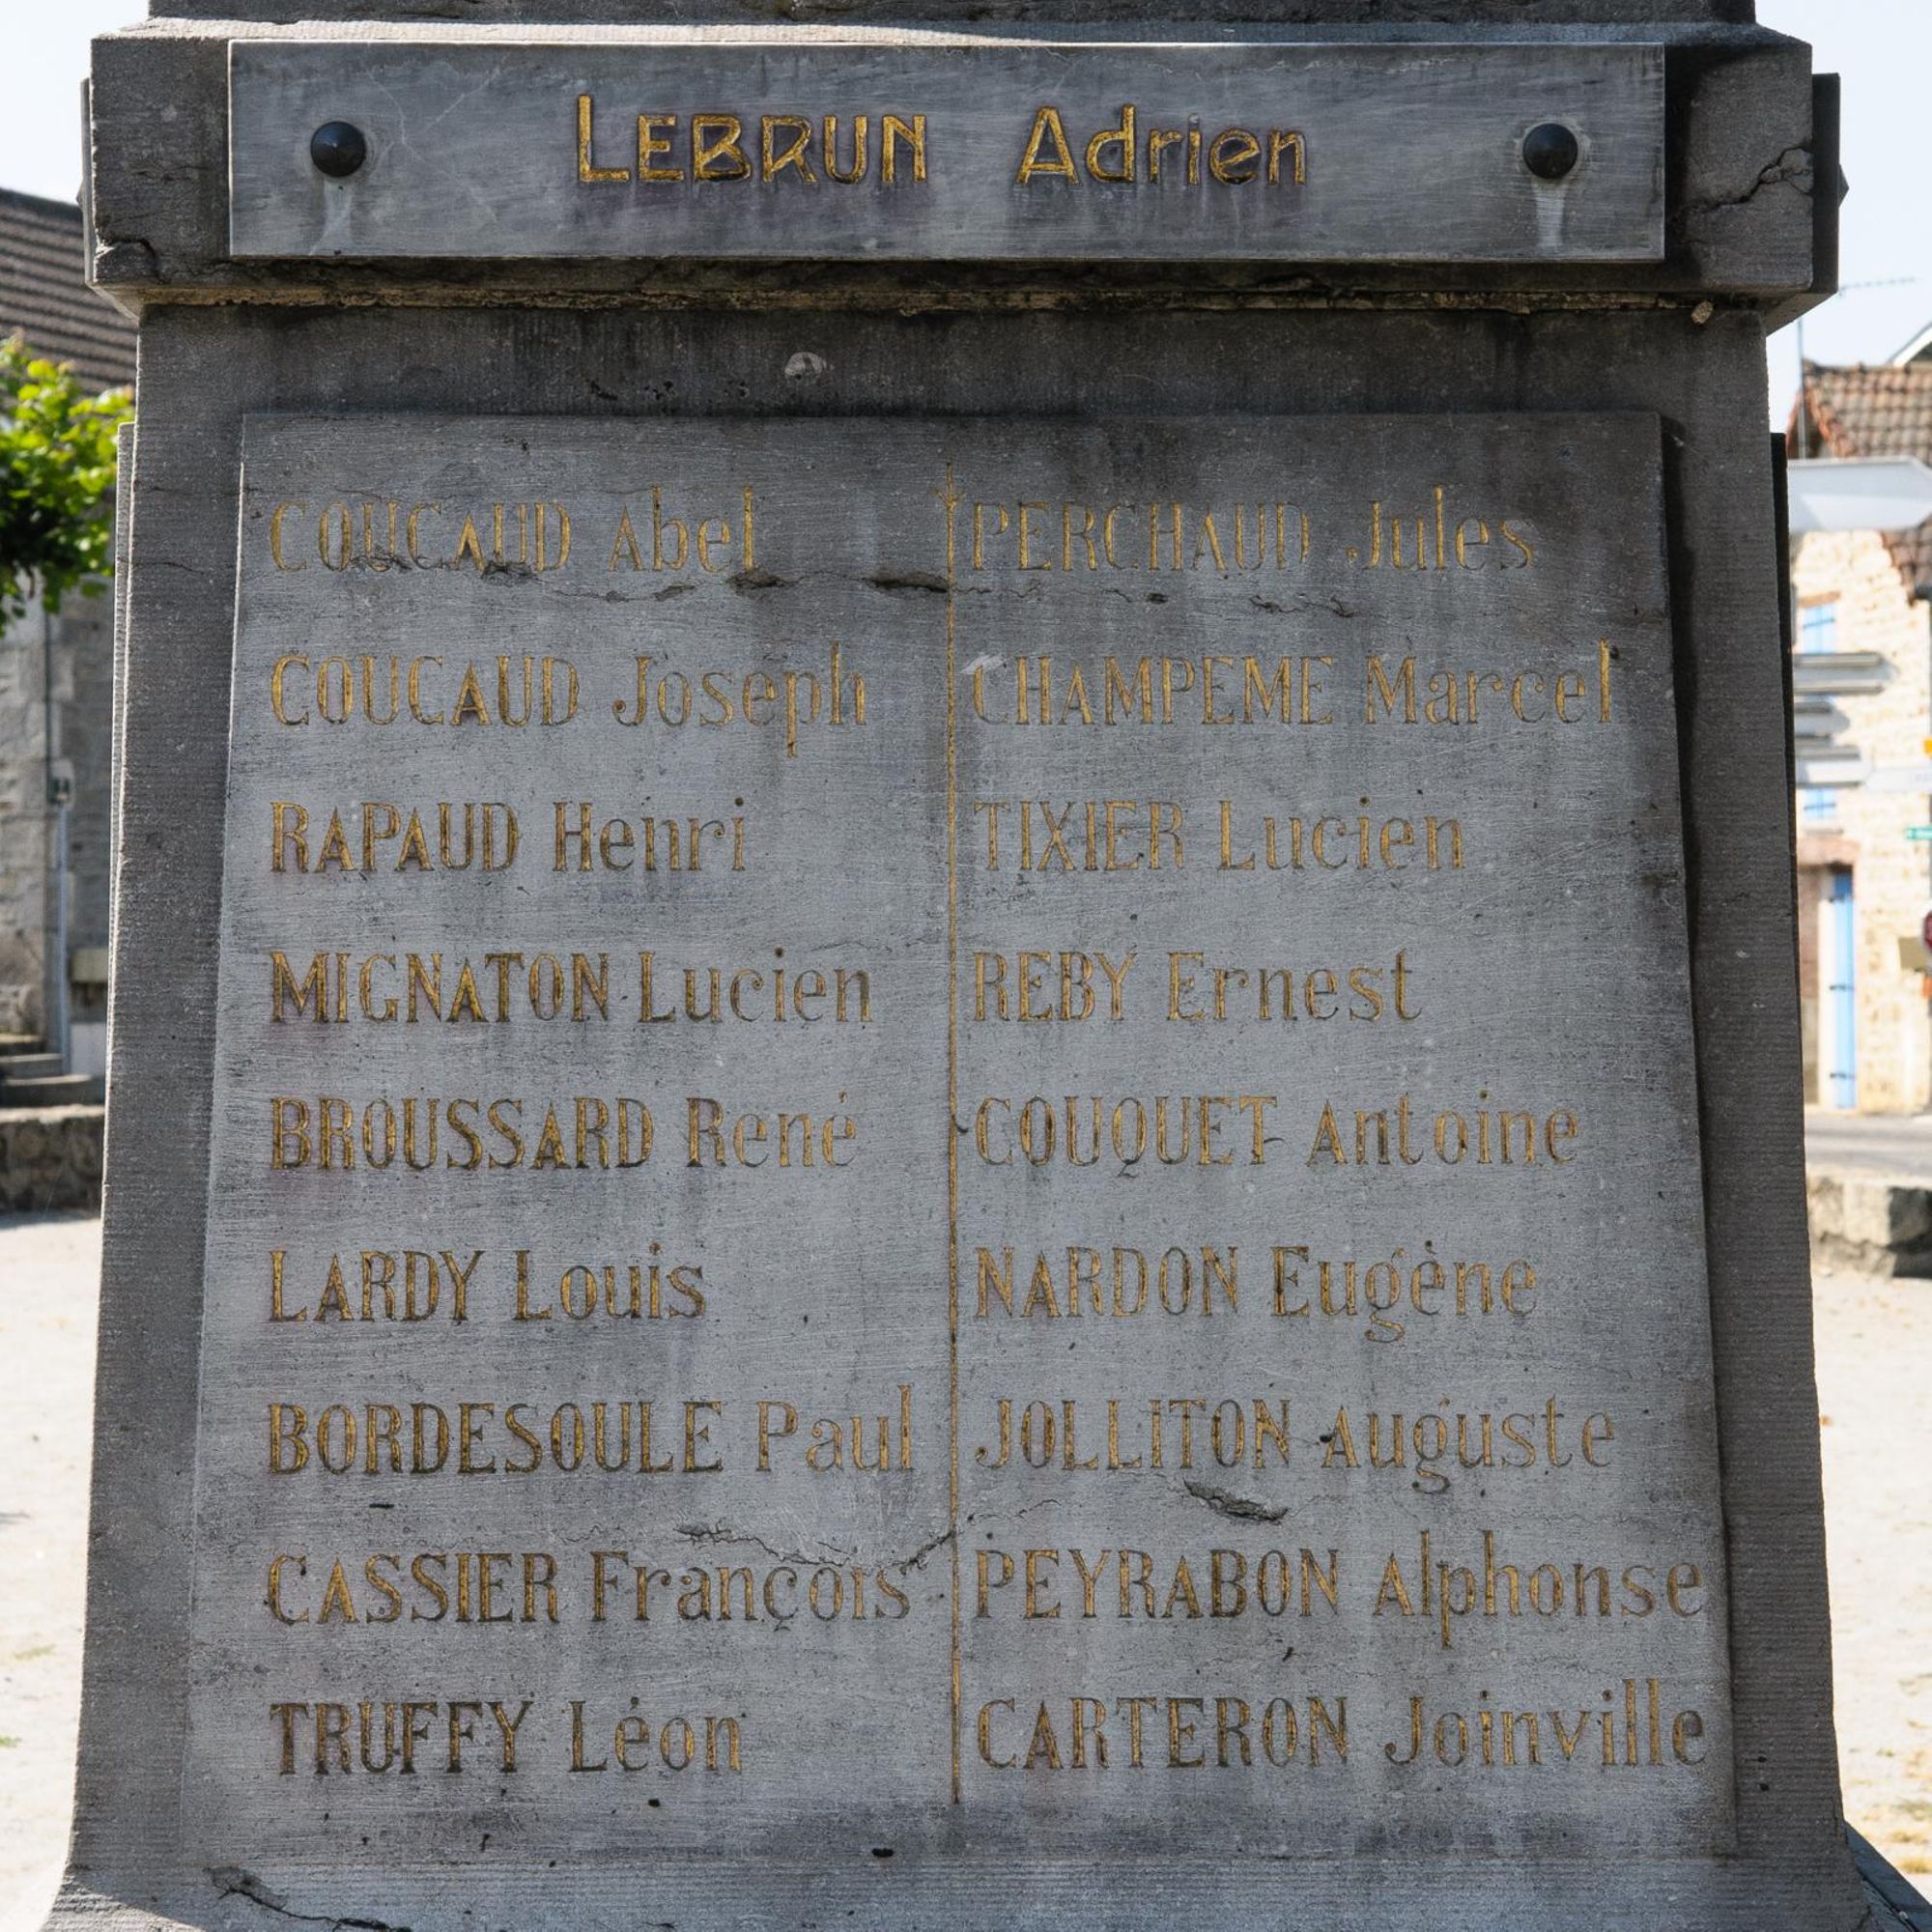 LEBRUN Adrien
COUCAUD Abel
COUCAUD Joseph
RAPAUD Henri
MIGNATON Lucien
BROUSSARD René
LARDY Louis
BORDESOULE Paul
CASSIER François
TRUFFY Léon
PERCHAUD Jules
CHAMPEME Marcel
TIXIER Lucien
REBY Ernest
COUQUET Antoine
NARDON Eugène
JOLLITON Auguste
PEYRABON Alphonse
CARTERON Joinville